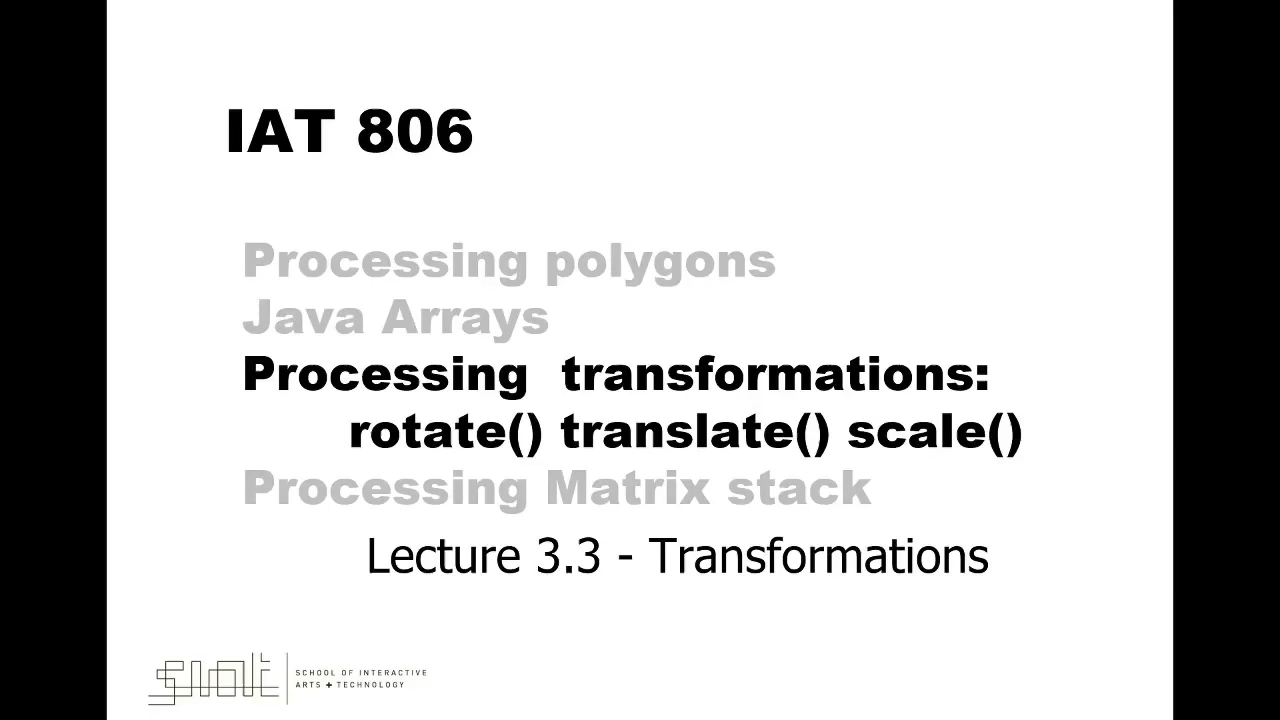 IAT 806
Processing polygons
Java Arrays
Processing  transformations:
rotate() translate() scale()
Processing Matrix stack
Lecture 3.3 - Transformations
siat
SCHOOL OF INTERACTIVE
ARTS + TECHNOLOGY